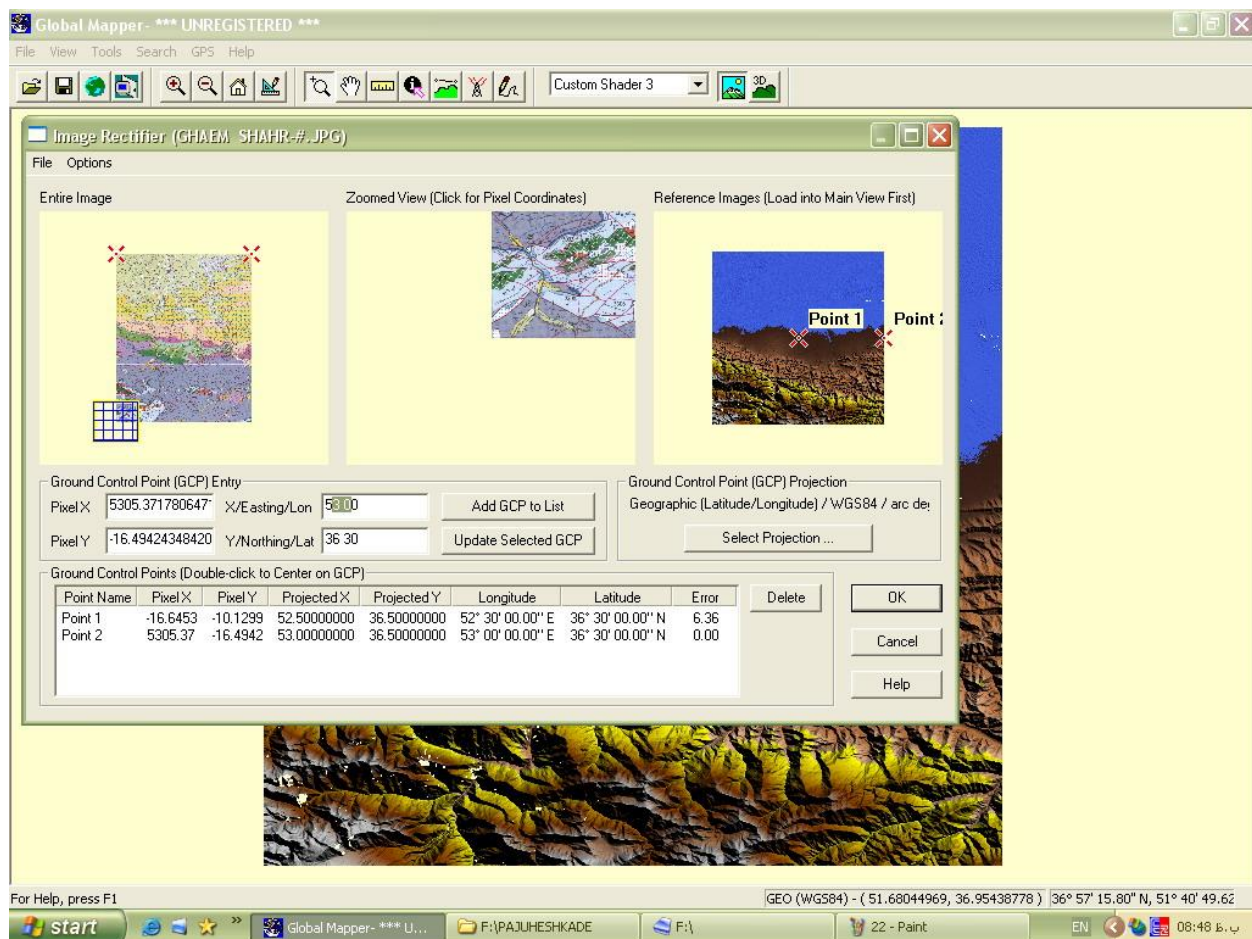 Global Mapper- *** UNREGISTERED ***
File View Tools Search GPS Help
Custom Shader 3
3D
Image Rectifier (GHAEM SHAHR-#.JPG)
File Options
Entire Image
Zoomed View (Click for Pixel Coordinates)
Reference Images (Load into Main View First)
Point 1
Point 2
Ground Control Point (GCP) Entry
Pixel X 5305.371780647 X/Easting/Lon 53 00 Add GCP to List
Pixel Y -16.49424348420 Y/Northing/Lat 36 30 Update Selected GCP
Ground Control Point (GCP) Projection
Geographic (Latitude/Longitude) / WGS84 / arc de
Select Projection ...
Ground Control Points (Double-click to Center on GCP)
Point Name Pixel X Pixel Y Projected X Projected Y Longitude Latitude Error
Point 1 -16.6453 -10.1299 52.50000000 36.50000000 52° 30' 00.00" E 36° 30' 00.00" N 6.36
Point 2 5305.37 -16.4942 53.00000000 36.50000000 53° 00' 00.00" E 36° 30' 00.00" N 0.00
Delete
OK
Cancel
Help
For Help, press F1
GEO (WGS84) - ( 51.68044969, 36.95438778 ) 36° 57' 15.80" N, 51° 40' 49.62
start
Global Mapper- *** U...
F:\PAJUHESHKADE
F:\
22 - Paint
EN
08:48 ب.ظ